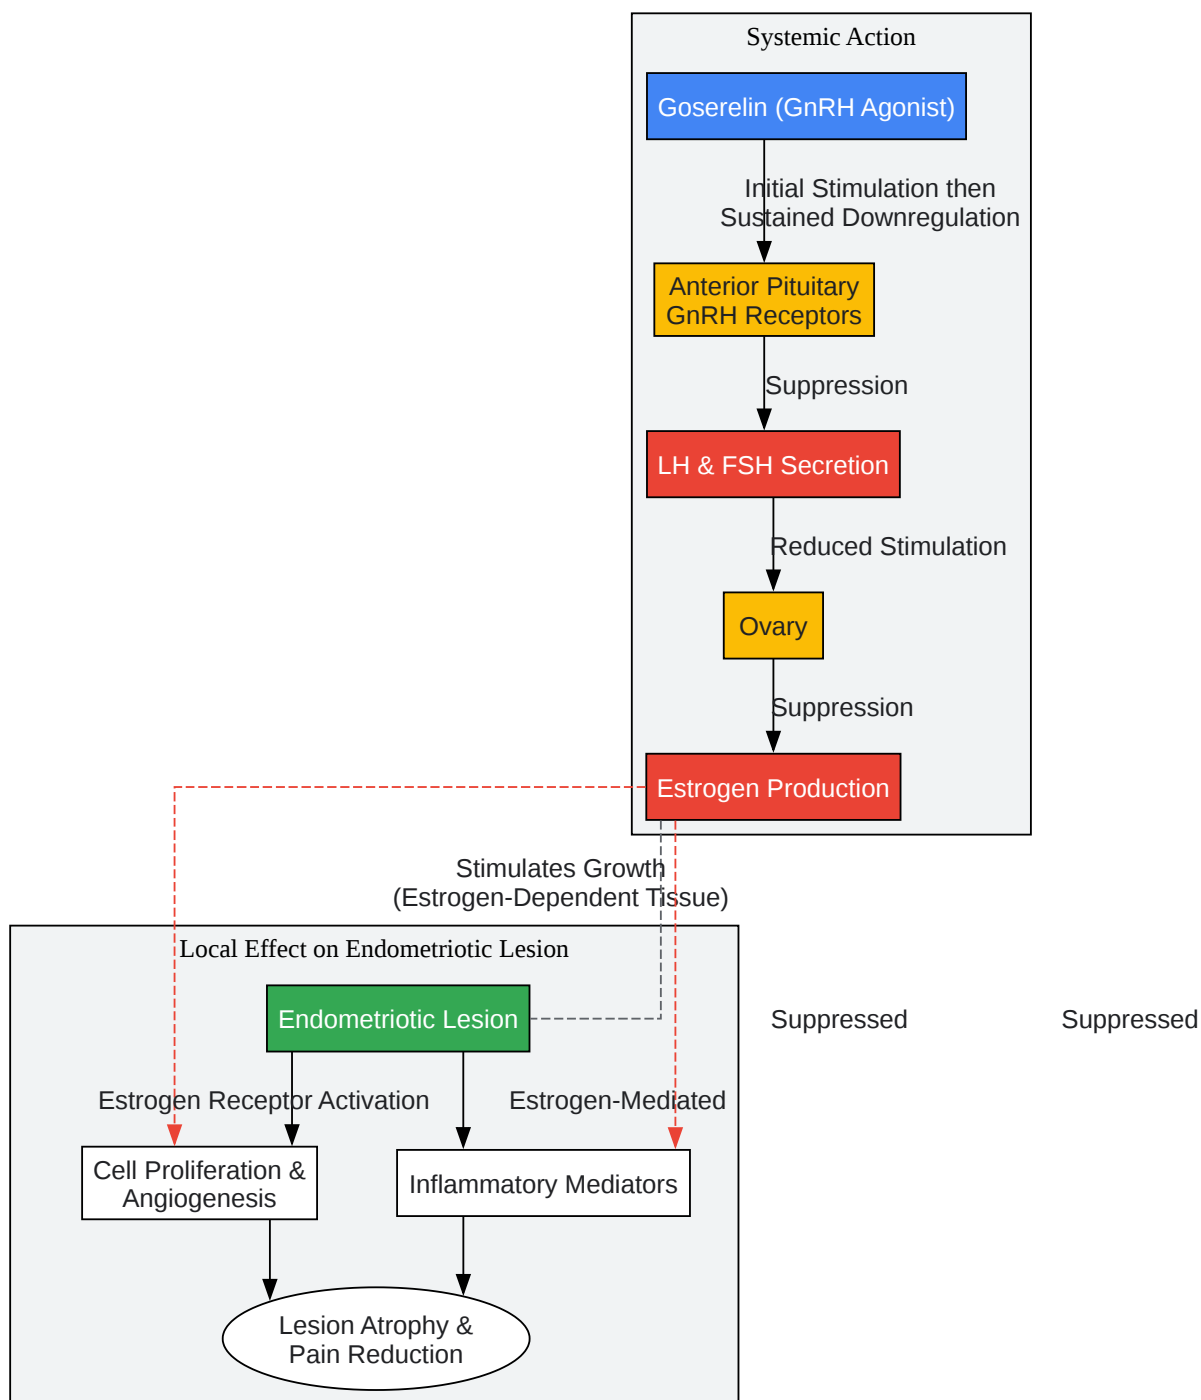 Systemic Action
Goserelin (GnRH Agonist)
Initial Stimulation then
Sustained Downregulation
Anterior Pituitary
GnRH Receptors
Suppression
LH & FSH Secretion
Reduced Stimulation
Ovary
Suppression
Estrogen Production
Stimulates Growth
(Estrogen-Dependent Tissue)
Local Effect on Endometriotic Lesion
Endometriotic Lesion
Suppressed
Suppressed
Estrogen Receptor Activation
Estrogen-Mediated
Cell Proliferation &
Angiogenesis
Inflammatory Mediators
Lesion Atrophy &
Pain Reduction